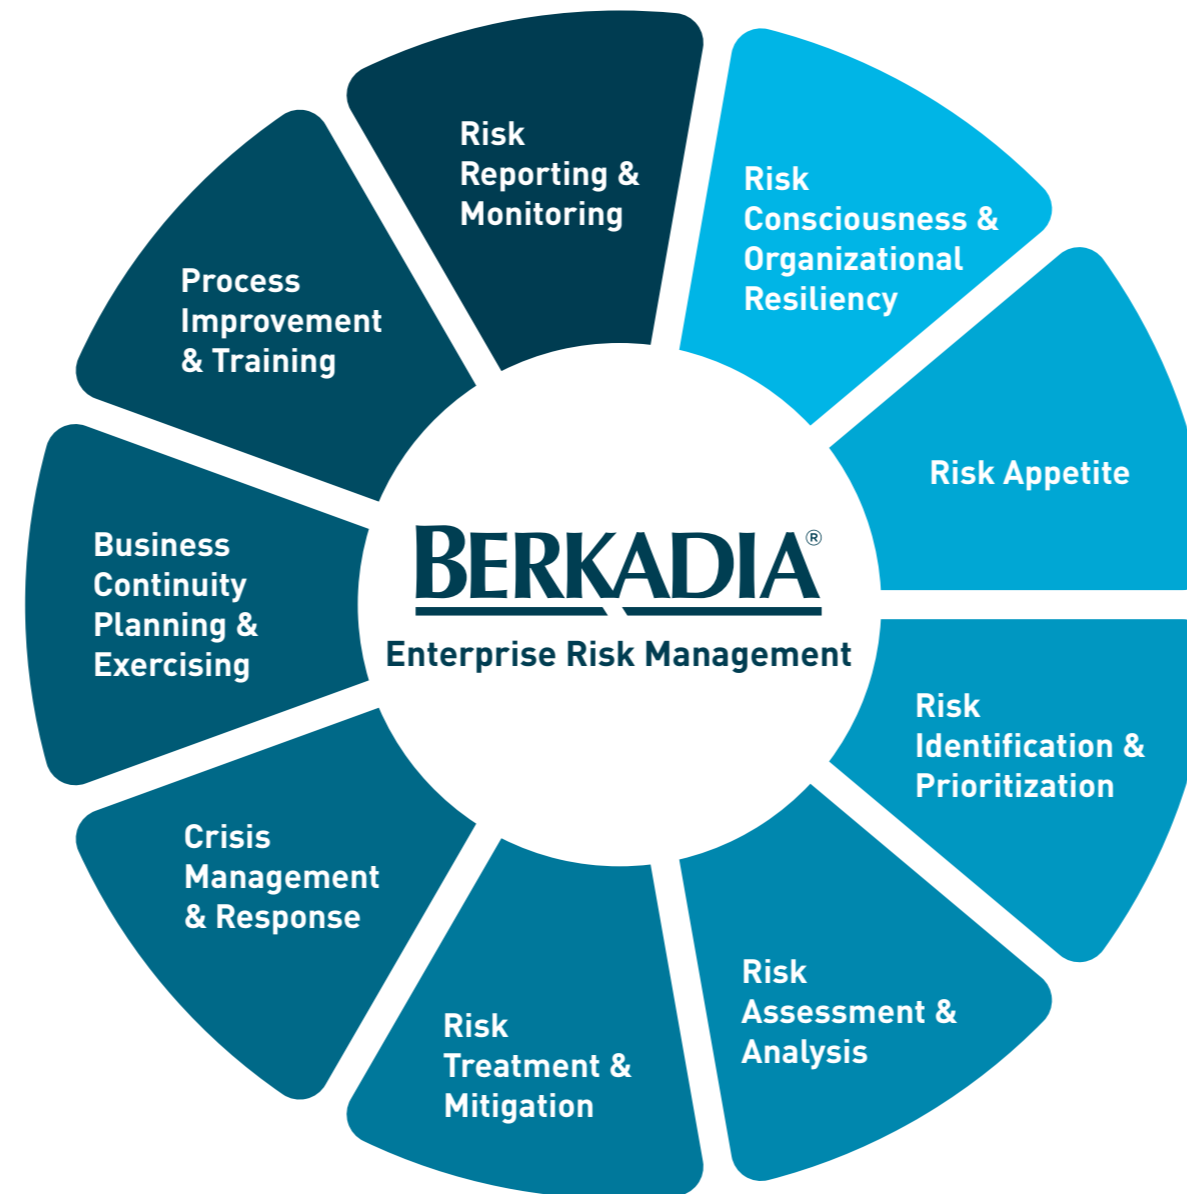 Risk
Reporting &
Monitoring
Risk
Consciousness &
Organizational
Resiliency
Risk Appetite
Risk
Identification &
Prioritization
Risk
Assessment &
Analysis
Risk
Treatment &
Mitigation
Crisis
Management
& Response
Business
Continuity
Planning &
Exercising
Process
Improvement
& Training
BERKADIA®
Enterprise Risk Management